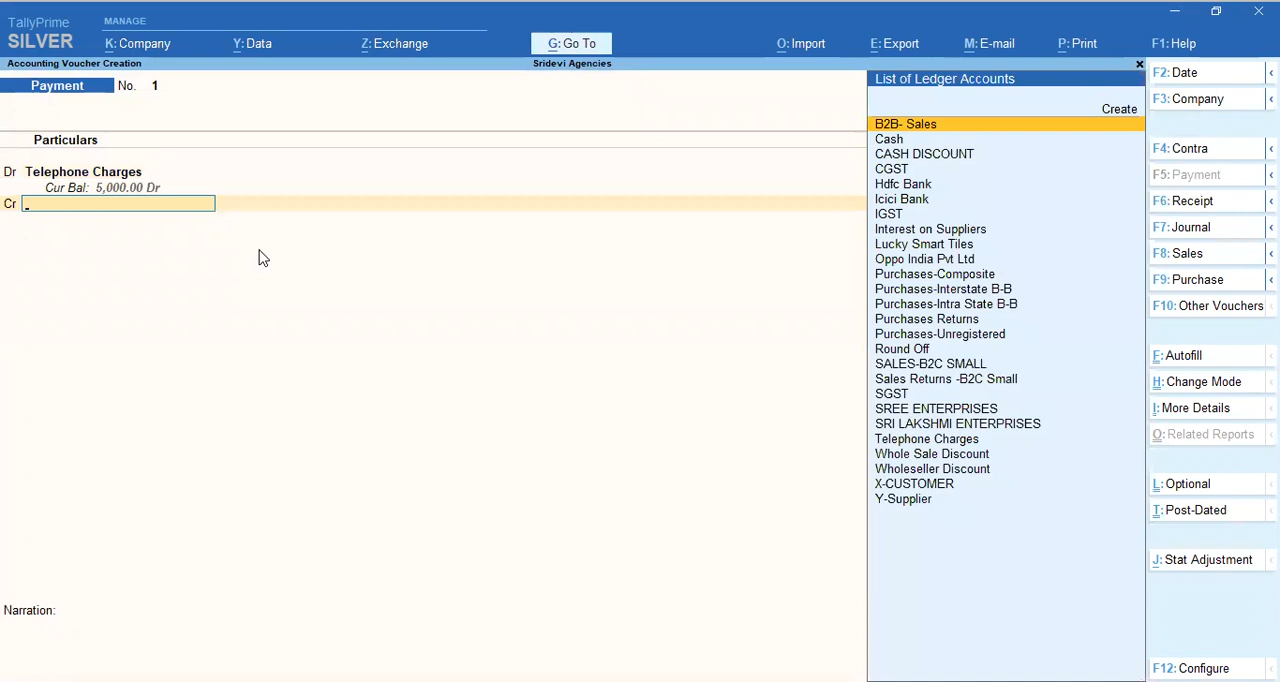 TallyPrime
MANAGE
SILVER
K: Company
Y: Data
Z: Exchange
G: Go To
O: Import
E: Export
M: E-mail
P: Print
F1: Help
Accounting Voucher Creation
Sridevi Agencies
Payment No. 1
Particulars
Dr Telephone Charges
Cur Bal: 5,000.00 Dr
Cr
Narration:
List of Ledger Accounts
Create
B2B- Sales
Cash
CASH DISCOUNT
CGST
Hdfc Bank
Icici Bank
IGST
Interest on Suppliers
Lucky Smart Tiles
Oppo India Pvt Ltd
Purchases-Composite
Purchases-Interstate B-B
Purchases-Intra State B-B
Purchases Returns
Purchases-Unregistered
Round Off
SALES-B2C SMALL
Sales Returns -B2C Small
SGST
SREE ENTERPRISES
SRI LAKSHMI ENTERPRISES
Telephone Charges
Whole Sale Discount
Wholeseller Discount
X-CUSTOMER
Y-Supplier
F2: Date
F3: Company
F4: Contra
F5: Payment
F6: Receipt
F7: Journal
F8: Sales
F9: Purchase
F10: Other Vouchers
F: Autofill
H: Change Mode
I: More Details
O: Related Reports
L: Optional
T: Post-Dated
J: Stat Adjustment
F12: Configure